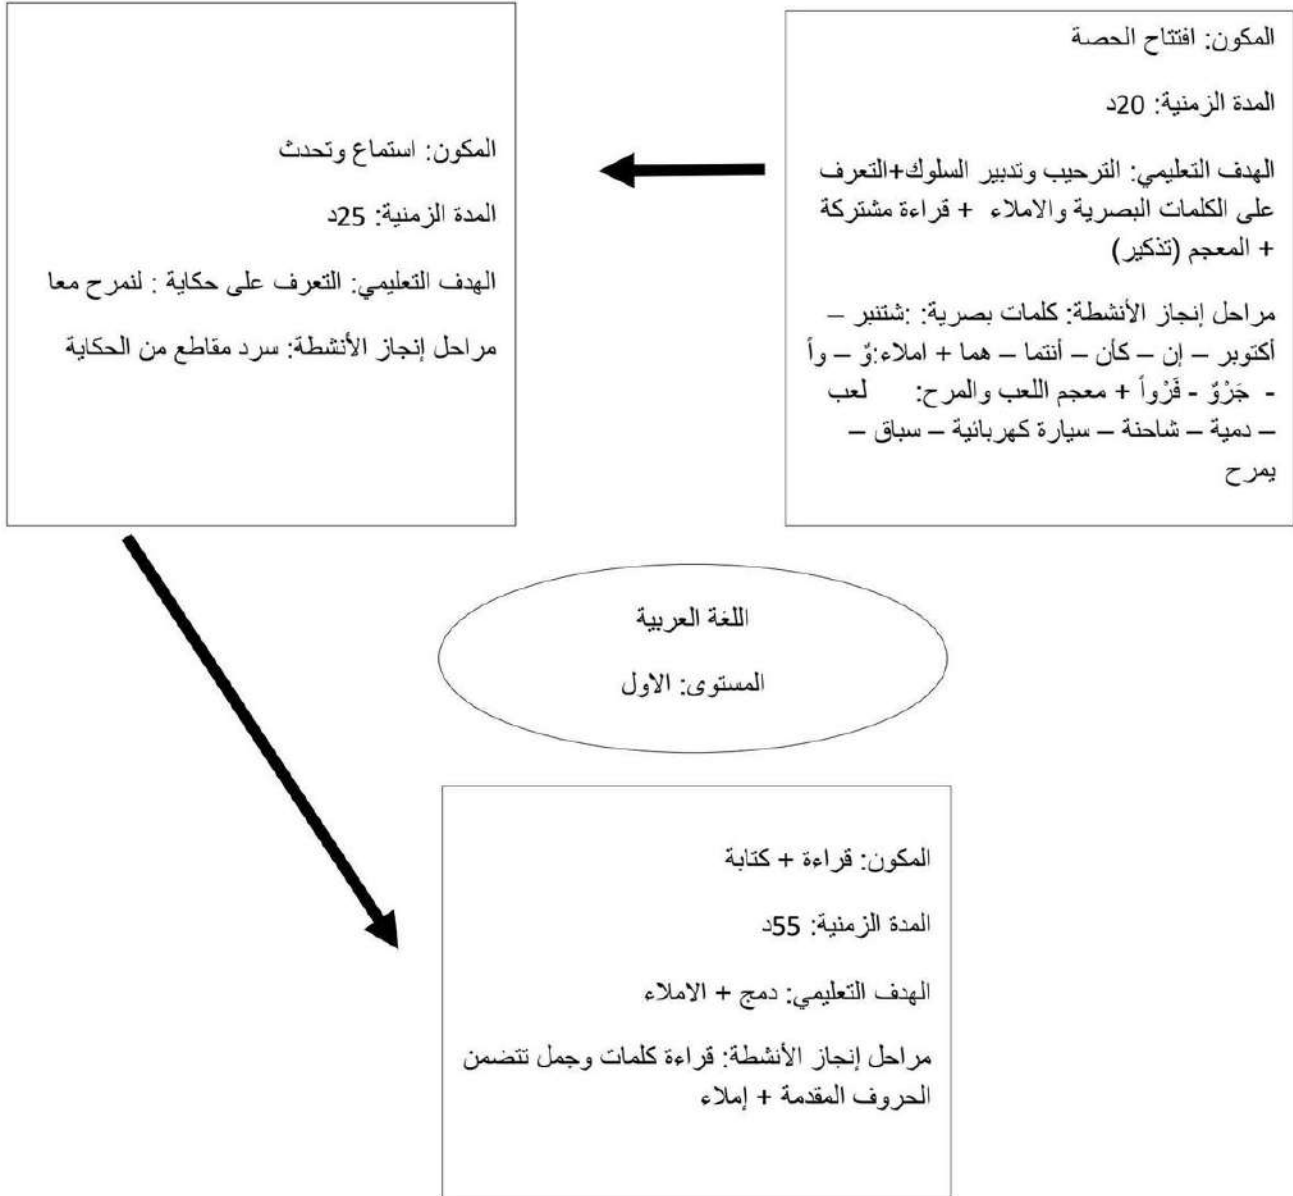 المكون: افتتاح الحصة
المدة الزمنية: 20د
الهدف التعليمي: الترحيب وتدبير السلوك+التعرف
على الكلمات البصرية والاملاء + قراءة مشتركة
+ المعجم (تذكير)
مراحل إنجاز الأنشطة: كلمات بصرية: :شتنبر –
أكتوبر – إن – كأن – أنتما – هما + املاء:وٌ – واً
- جَرْوٌ - فَرْواً + معجم اللعب والمرح: لعب
– دمية – شاحنة – سيارة كهربائية – سباق –
يمرح
المكون: استماع وتحدث
المدة الزمنية: 25د
الهدف التعليمي: التعرف على حكاية : لنمرح معا
مراحل إنجاز الأنشطة: سرد مقاطع من الحكاية
اللغة العربية
المستوى: الاول
المكون: قراءة + كتابة
المدة الزمنية: 55د
الهدف التعليمي: دمج + الاملاء
مراحل إنجاز الأنشطة: قراءة كلمات وجمل تتضمن
الحروف المقدمة + إملاء